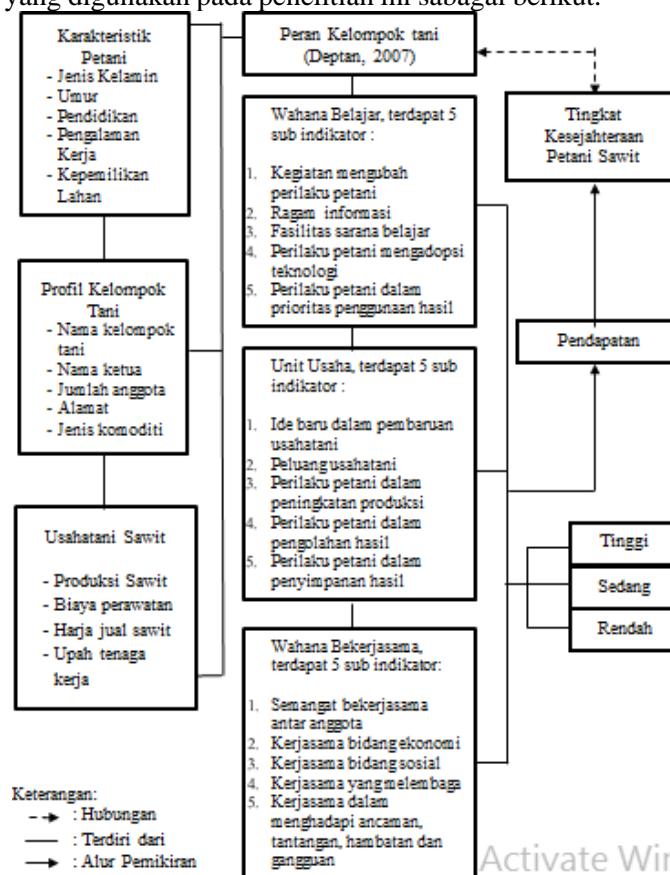 yang digunakan pada penelitian ini sabagai berikut:
Karakteristik
Petani
- Jenis Kelamin
- Umur
- Pendidikan
- Pengalaman
Kerja
- Kepemilikan
Lahan
Profil Kelompok
Tani
- Nama kelompok
tani
- Nama ketua
- Jumlah anggota
- Alamat
- Jenis komoditi
Usahatani Sawit
- Produksi Sawit
- Biaya perawatan
- Harja jual sawit
- Upah tenaga
kerja
Peran Kelompok tani
(Deptan, 2007)
Wahana Belajar, terdapat 5
sub indikator :
1. Kegiatan mengubah
perilaku petani
2. Ragam informasi
3. Fasilitas sarana belajar
4. Perilaku petani mengadopsi
teknologi
5. Perilaku petani dalam
prioritas penggunaan hasil
Unit Usaha, terdapat 5 sub
indikator :
1. Ide baru dalam pembaruan
usahatani
2. Peluang usahatani
3. Perilaku petani dalam
peningkatan produksi
4. Perilaku petani dalam
pengolahan hasil
5. Perilaku petani dalam
penyimpanan hasil
Wahana Bekerjasama,
terdapat 5 sub indikator:
1. Semangat bekerjasama
antar anggota
2. Kerjasama bidang ekonomi
3. Kerjasama bidang sosial
4. Kerjasama yang melembaga
5. Kerjasama dalam
menghadapi ancaman,
tantangan, hambatan dan
gangguan
Tingkat
Kesejahteraan
Petani Sawit
Pendapatan
Tinggi
Sedang
Rendah
Keterangan:
: Hubungan
: Terdiri dari
: Alur Pemikiran
Activate Win